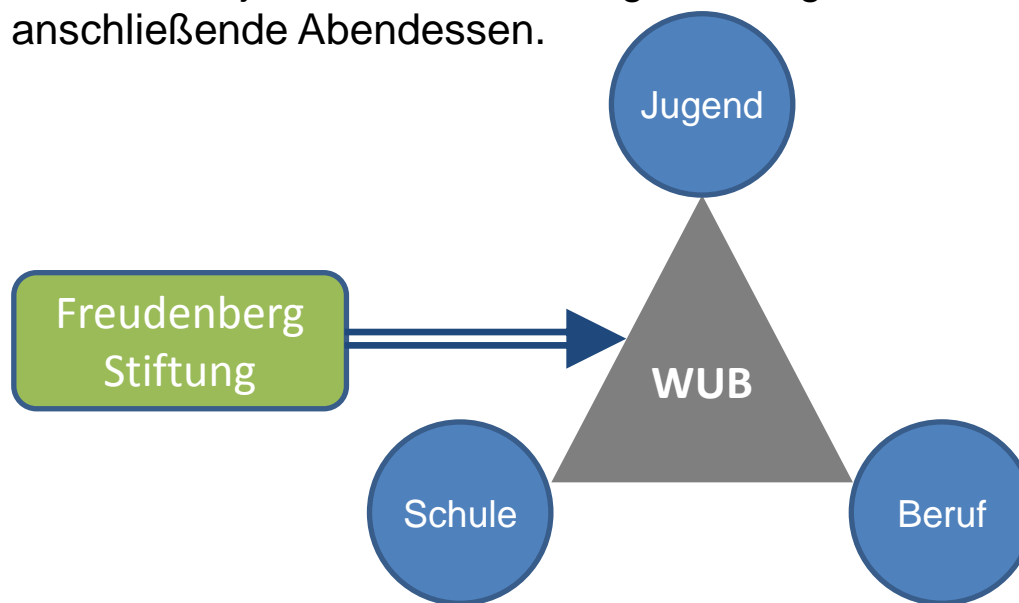 anschließende Abendessen.
Jugend
Freudenberg
Stiftung
WUB
Schule
Beruf